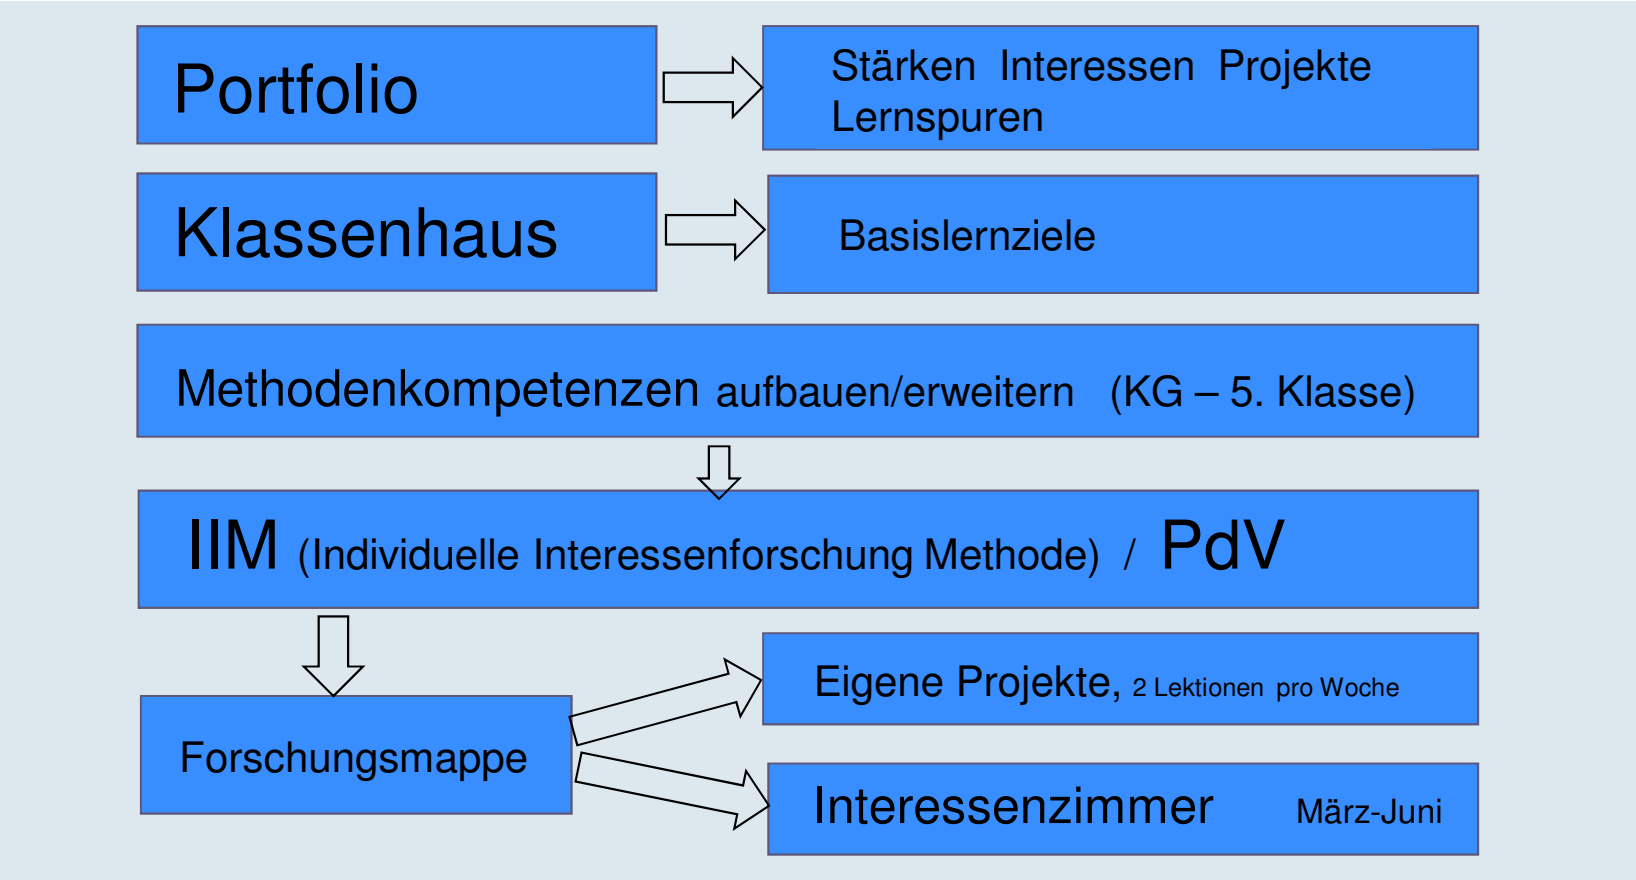 Portfolio
Stärken Interessen Projekte
Lernspuren
Klassenhaus
Basislernziele
Methodenkompetenzen aufbauen/erweitern (KG – 5. Klasse)
IIM (Individuelle Interessenforschung Methode) / PdV
Forschungsmappe
Eigene Projekte, 2 Lektionen pro Woche
Interessenzimmer März-Juni